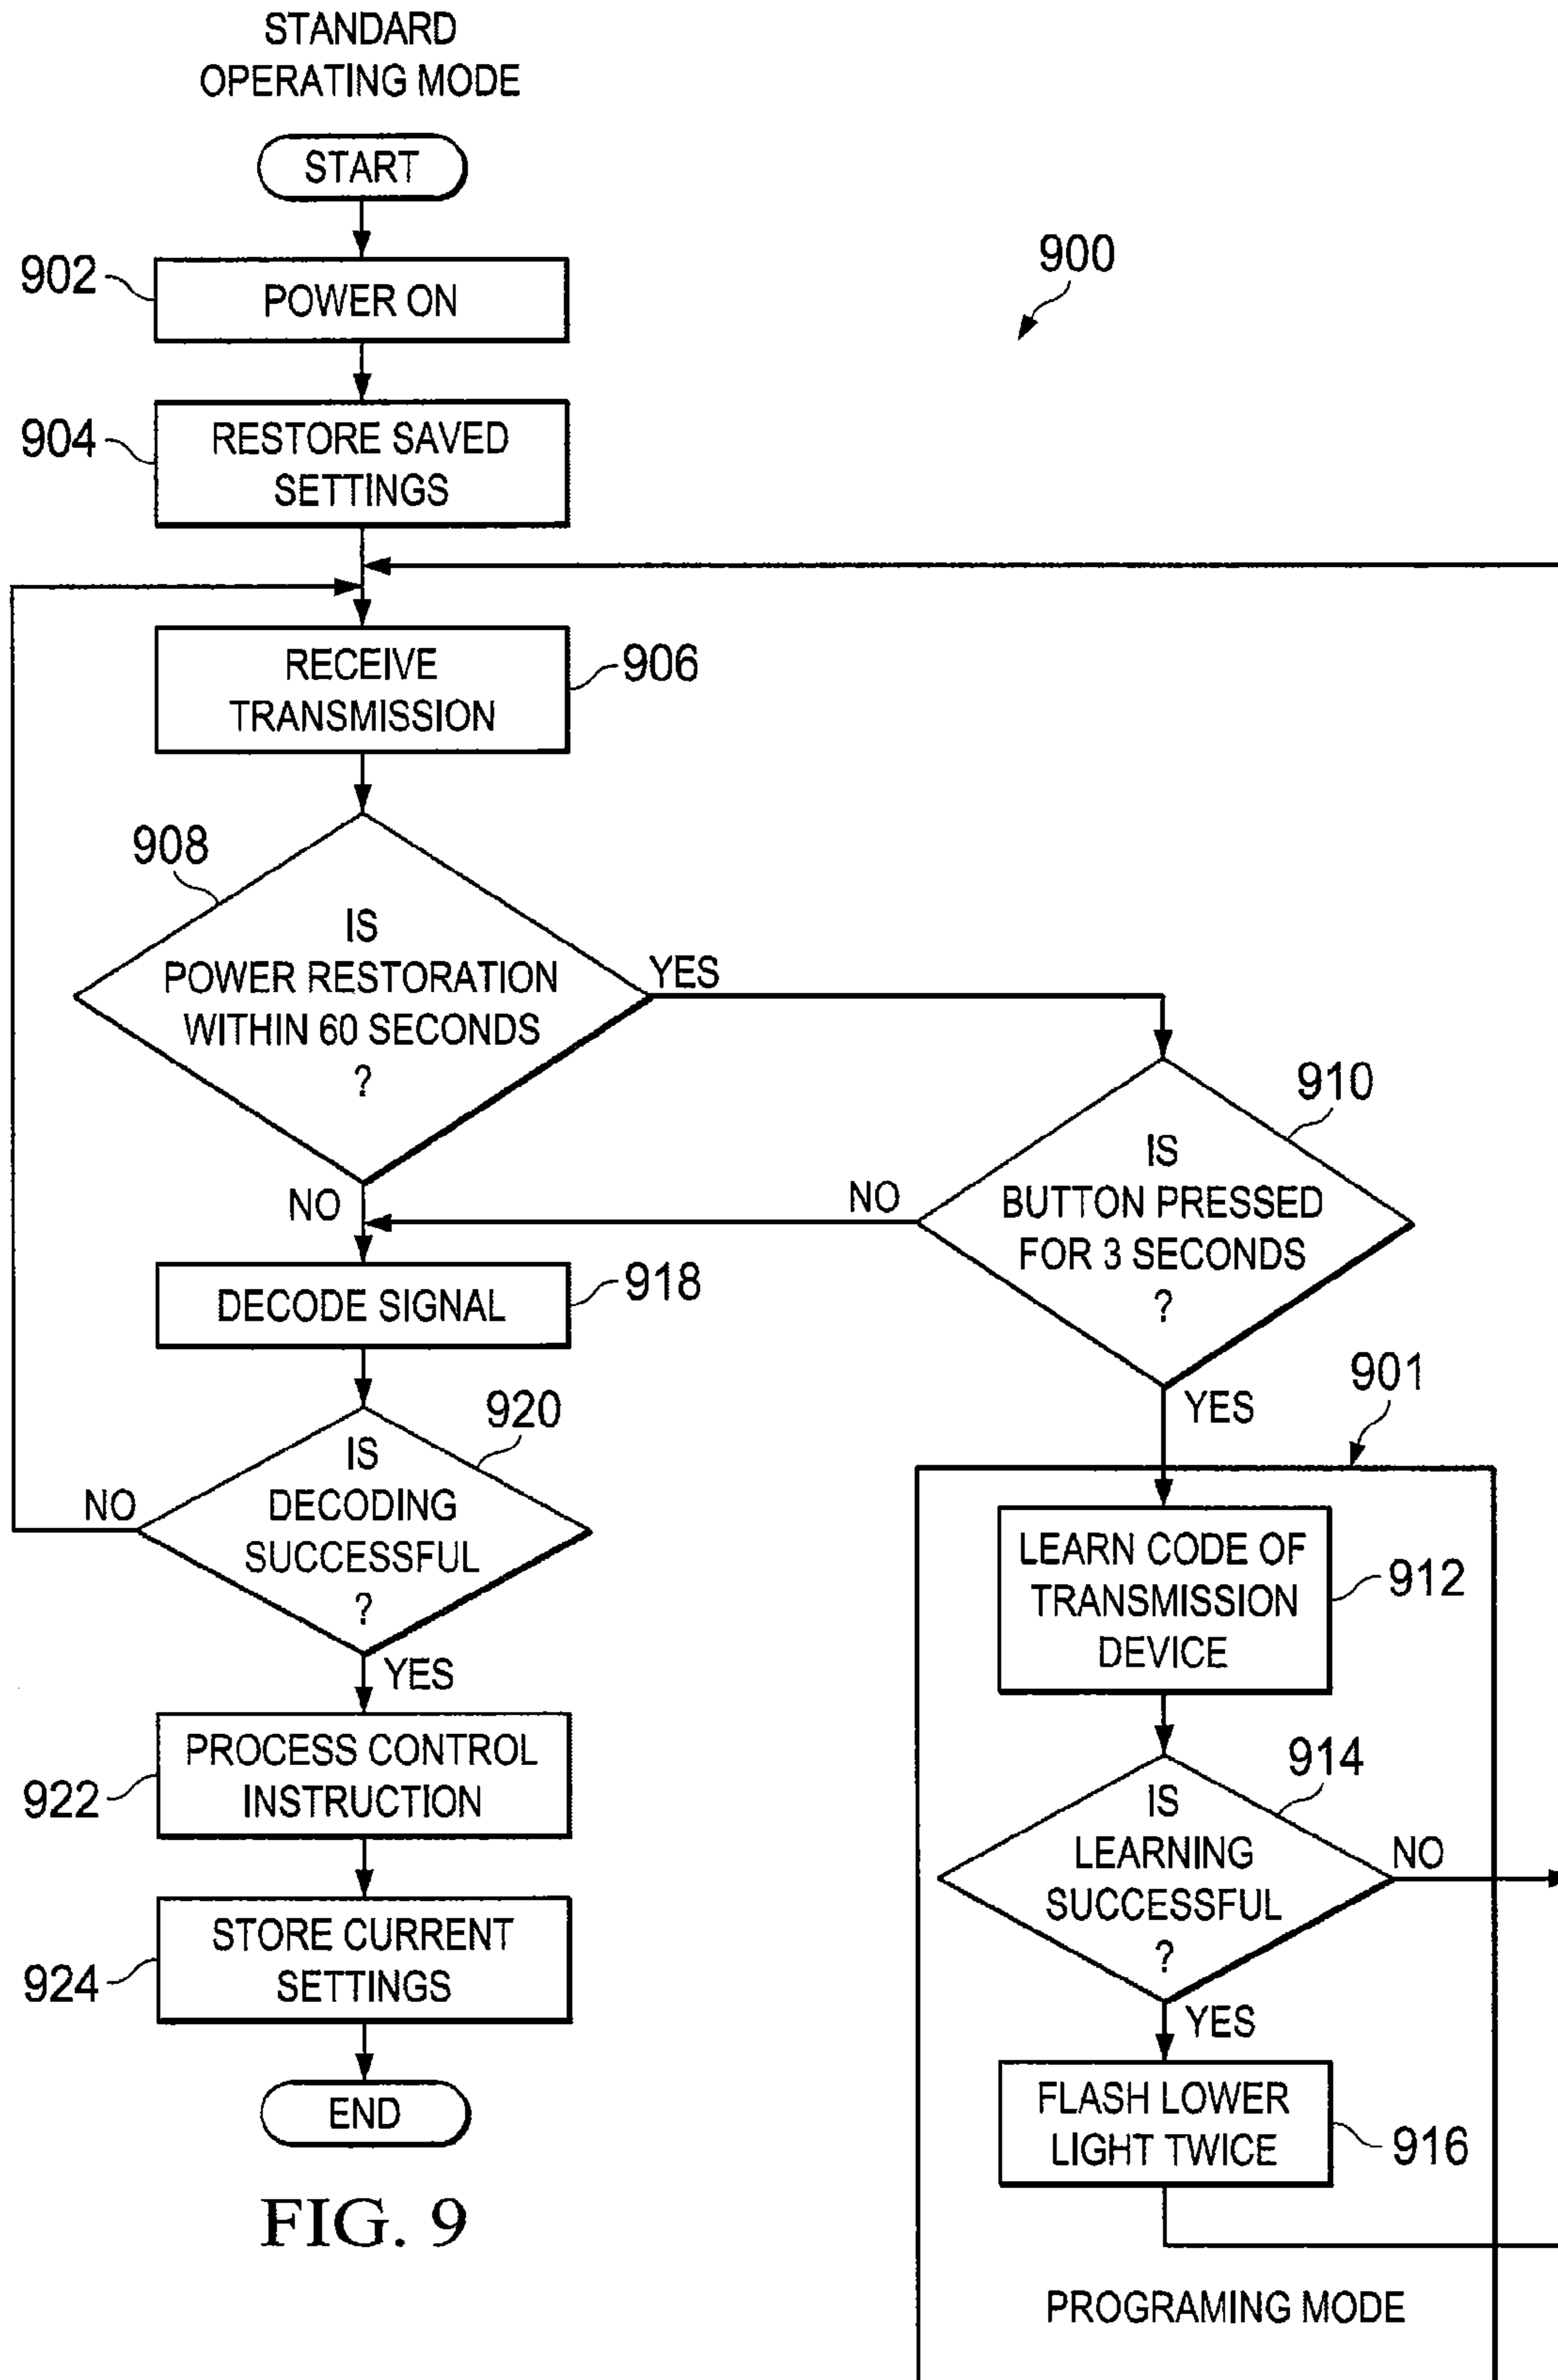 STANDARD
OPERATING MODE
START
900
902
POWER ON
904
RESTORE SAVED
SETTINGS
RECEIVE
TRANSMISSION
906
908
IS
POWER RESTORATION
WITHIN 60 SECONDS
?
YES
NO
910
IS
BUTTON PRESSED
FOR 3 SECONDS
?
NO
YES
DECODE SIGNAL
918
920
IS
DECODING
SUCCESSFUL
?
NO
YES
901
LEARN CODE OF
TRANSMISSION
DEVICE
912
914
IS
LEARNING
SUCCESSFUL
?
NO
YES
922
PROCESS CONTROL
INSTRUCTION
924
STORE CURRENT
SETTINGS
END
FLASH LOWER
LIGHT TWICE
916
FIG. 9
PROGRAMING MODE